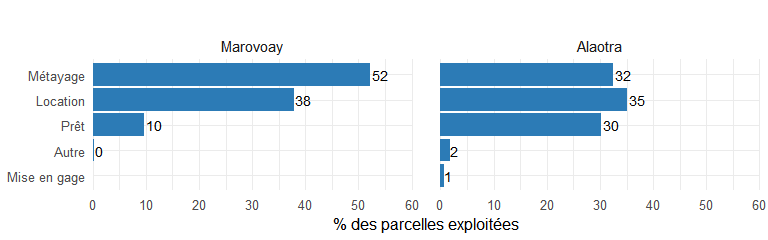 Marovoay Alaotra
Métayage 52 32
Location 38 35
Prêt 10 30
Autre 0 2
Mise en gage 1
0 10 20 30 40 50 60 0 10 20 30 40 50 60
% des parcelles exploitées